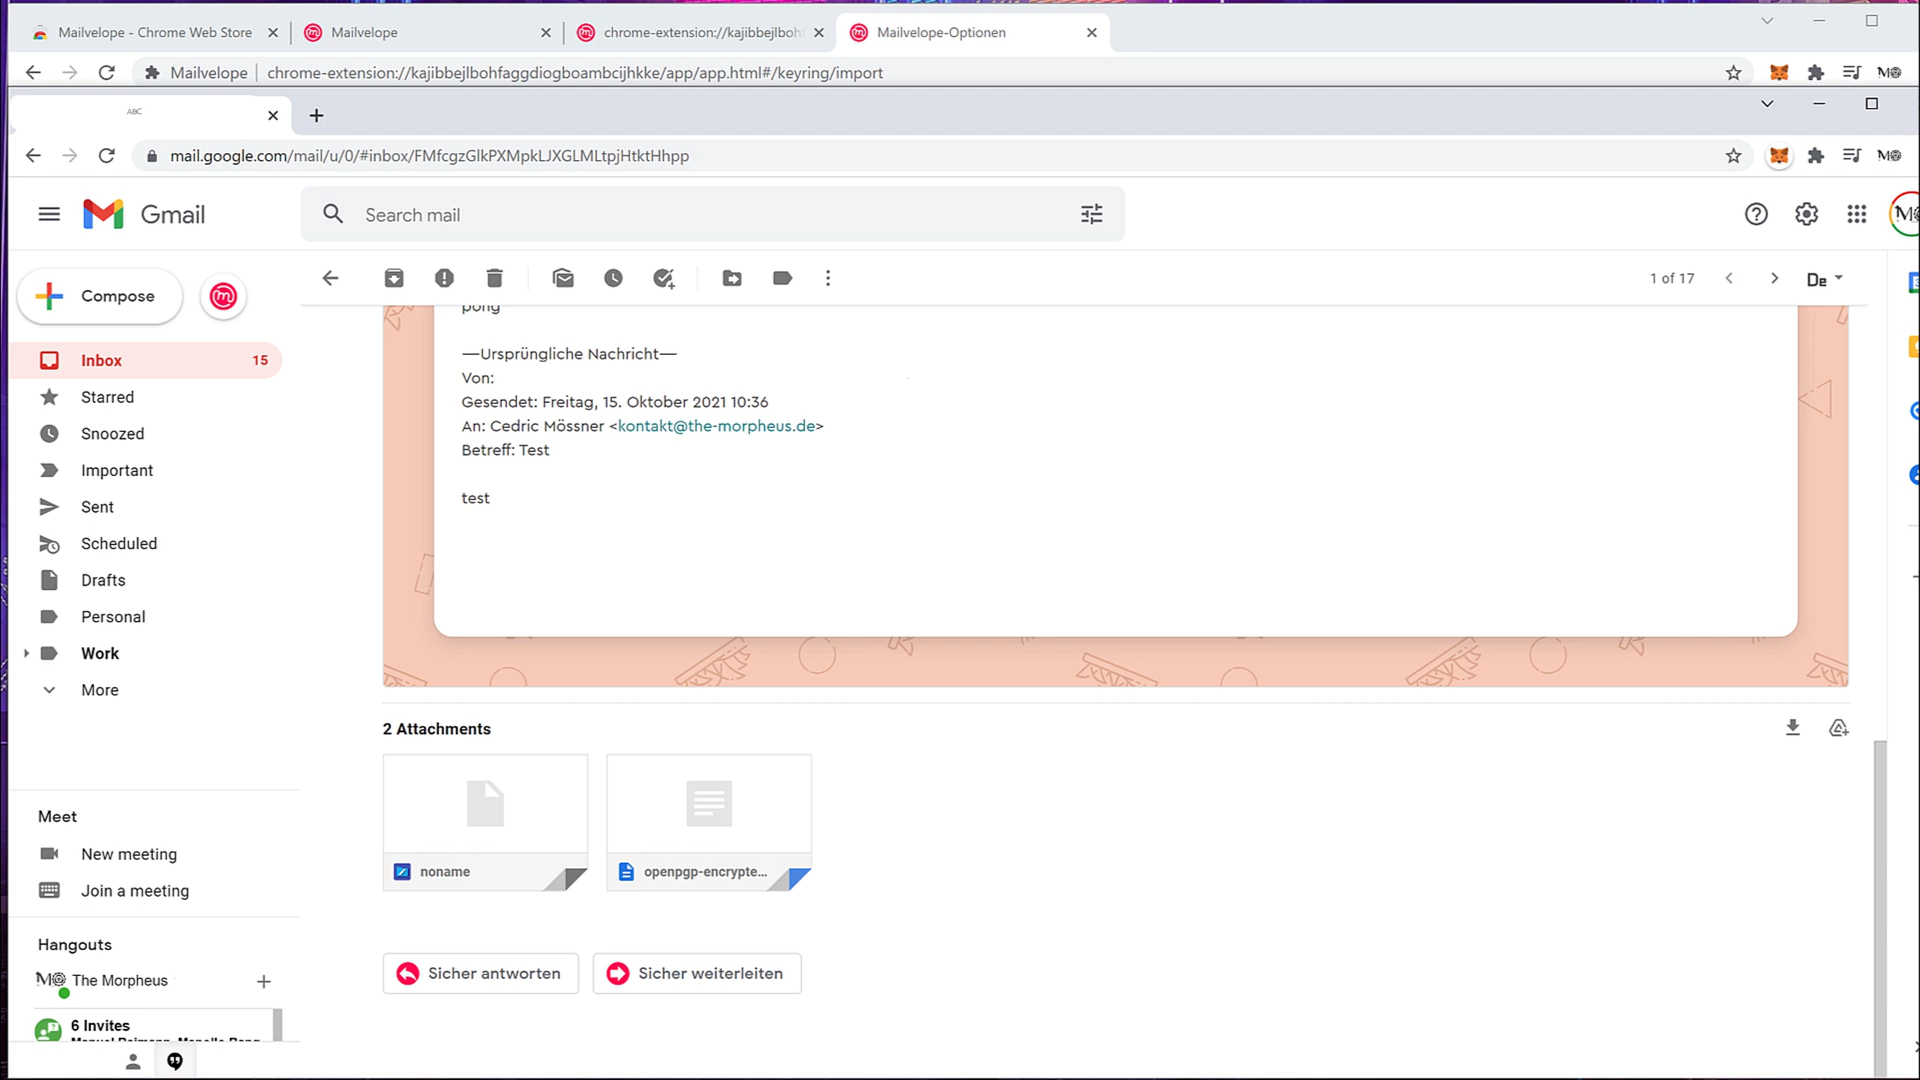 Mailvelope - Chrome Web Store
Mailvelope
chrome-extension://kajibbejlboh
Mailvelope-Optionen
Mailvelope
chrome-extension://kajibbejlbohfaggdiogboambcijhkke/app/app.html#/keyring/import
ABC
mail.google.com/mail/u/0/#inbox/FMfcgzGlkPXMpkLJXGLMLtpjHtktHhpp
Gmail
Search mail
Compose
1 of 17
De
Inbox 15
Starred
Snoozed
Important
Sent
Scheduled
Drafts
Personal
Work
More
pong
—Ursprüngliche Nachricht—
Von:
Gesendet: Freitag, 15. Oktober 2021 10:36
An: Cedric Mössner <kontakt@the-morpheus.de>
Betreff: Test
test
2 Attachments
noname
openpgp-encrypte...
Sicher antworten
Sicher weiterleiten
Meet
New meeting
Join a meeting
Hangouts
The Morpheus
6 Invites